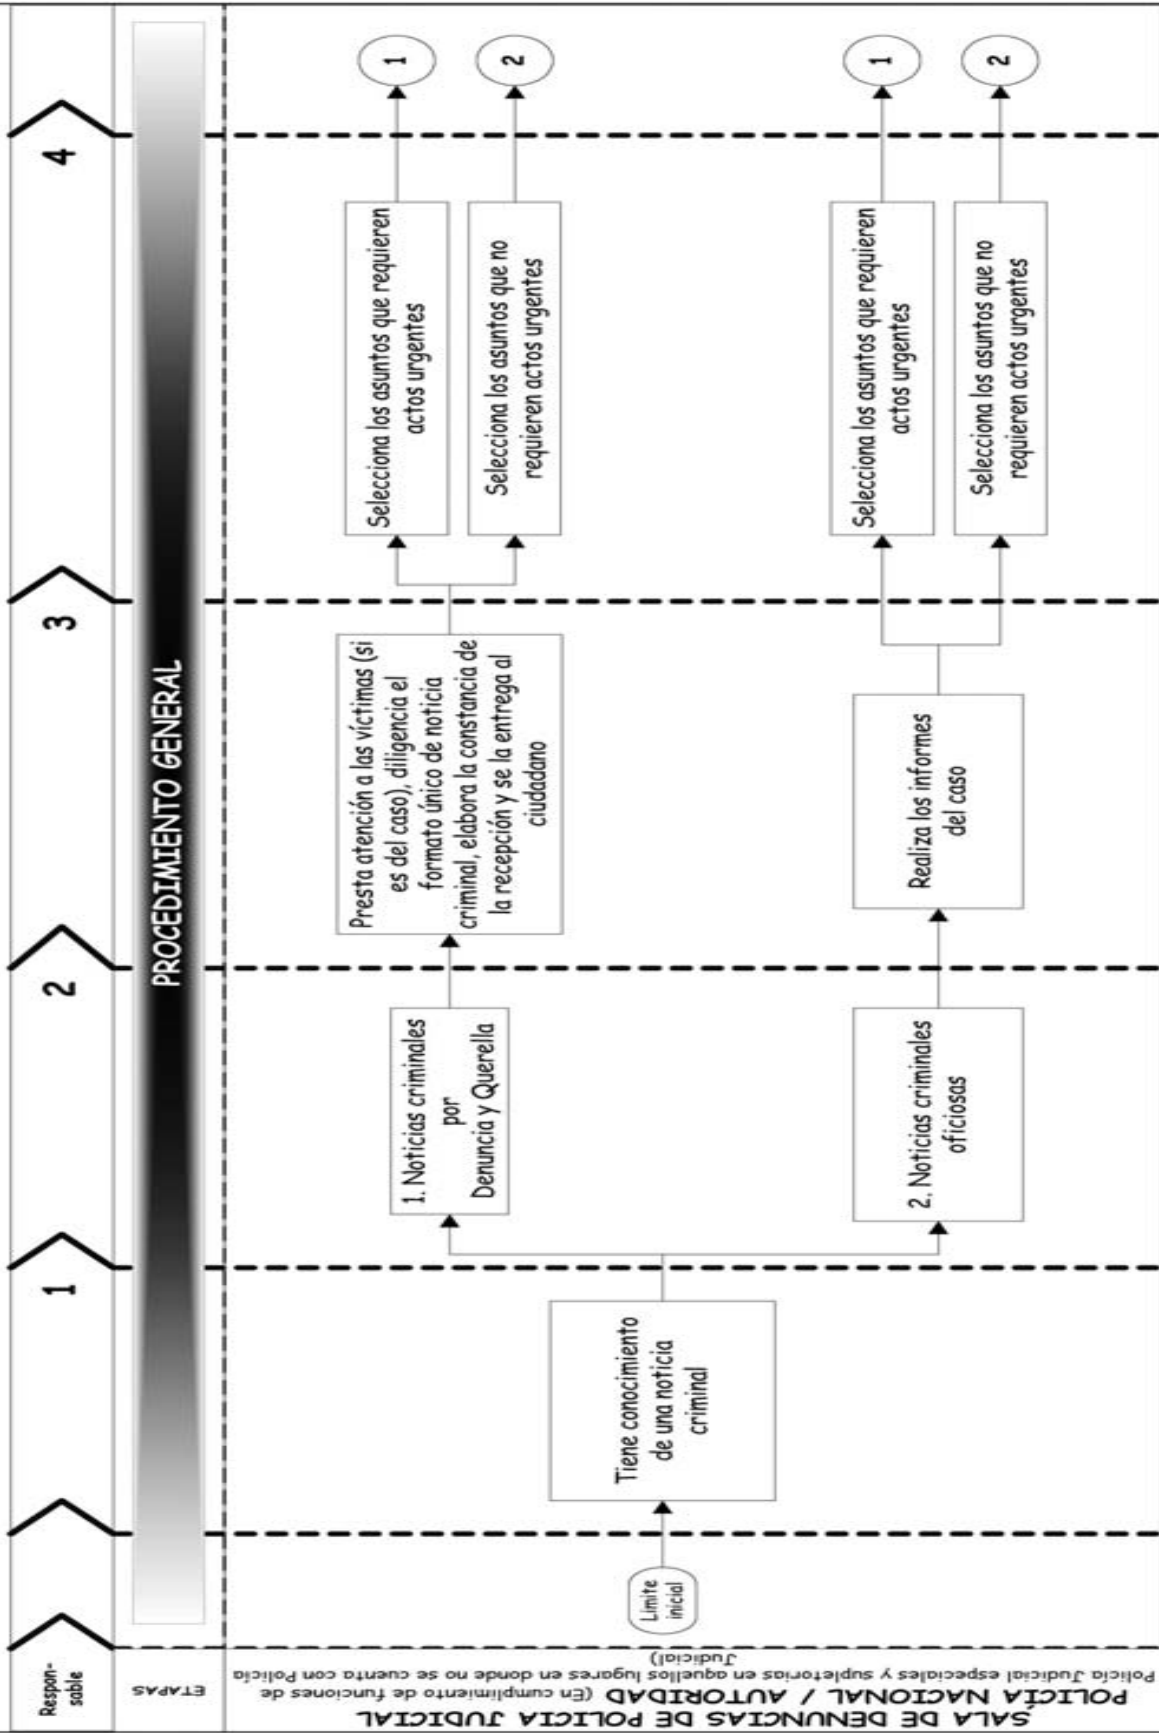 Respon-
sable
1
2
3
4
ETAPAS
PROCEDIMIENTO GENERAL
SALA DE DENUNCIAS DE POLICIA JUDICIAL
POLICÍA NACIONAL / AUTORIDAD (En cumplimiento de funciones de
Policía Judicial especiales y supletorias en aquellos lugares en donde no se cuenta con Policía
Judicial)
Límite
inicial
Tiene conocimiento
de una noticia
criminal
1. Noticias criminales
por
Denuncia y Querella
Presta atención a las víctimas (si
es del caso), diligencia el
formato único de noticia
criminal, elabora la constancia de
la recepción y se la entrega al
ciudadano
Selecciona los asuntos que requieren
actos urgentes
1
Selecciona los asuntos que no
requieren actos urgentes
2
2. Noticias criminales
oficiosas
Realiza los informes
del caso
Selecciona los asuntos que requieren
actos urgentes
1
Selecciona los asuntos que no
requieren actos urgentes
2